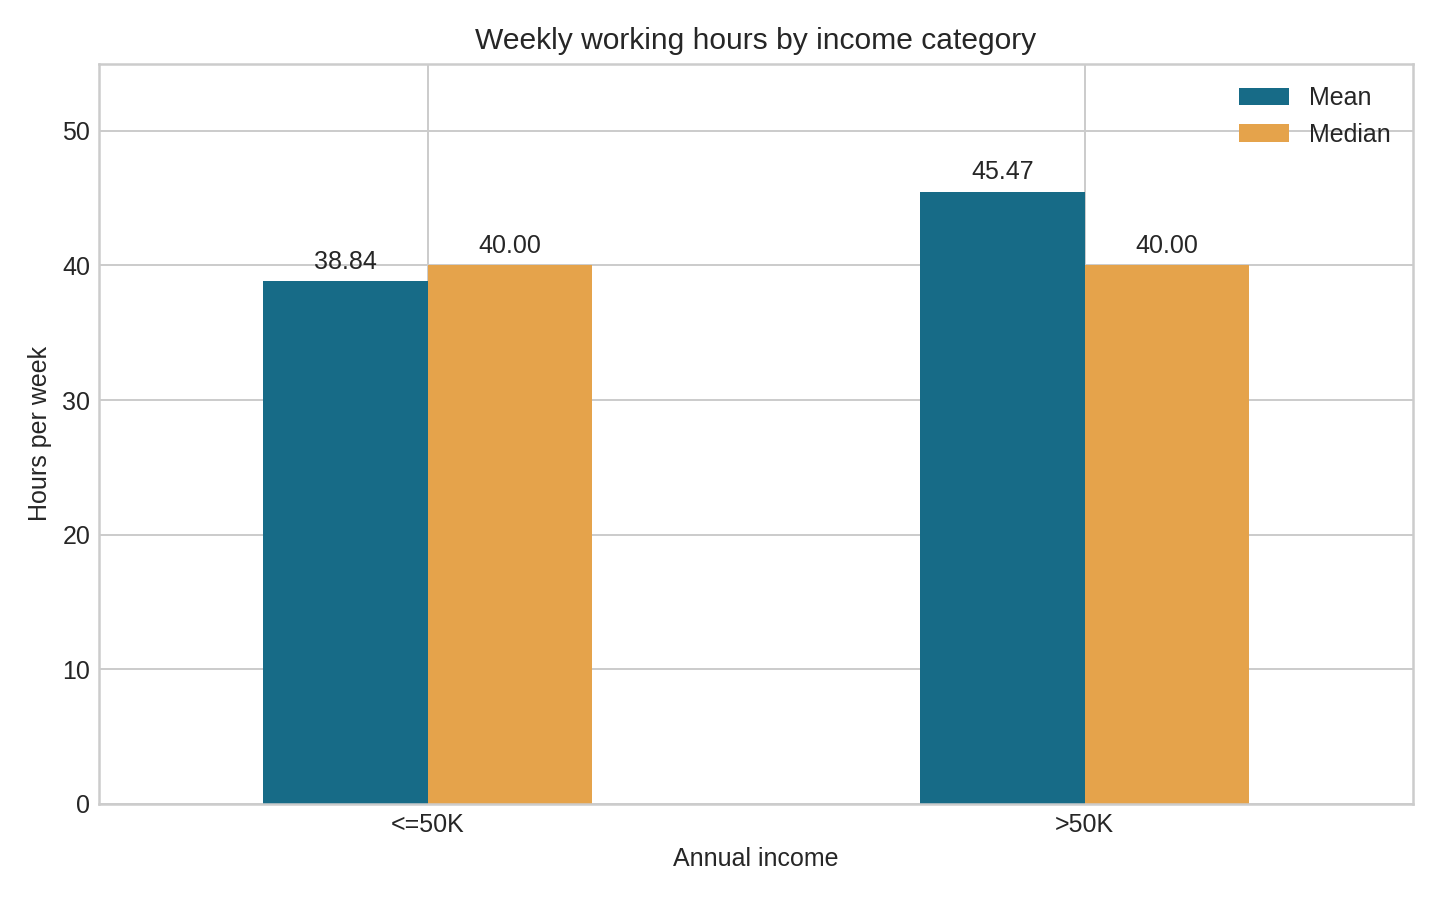 Weekly working hours by income category
Mean
Median
50
40
30
20
10
0
45.47
38.84
40.00
40.00
Hours per week
<=50K
>50K
Annual income